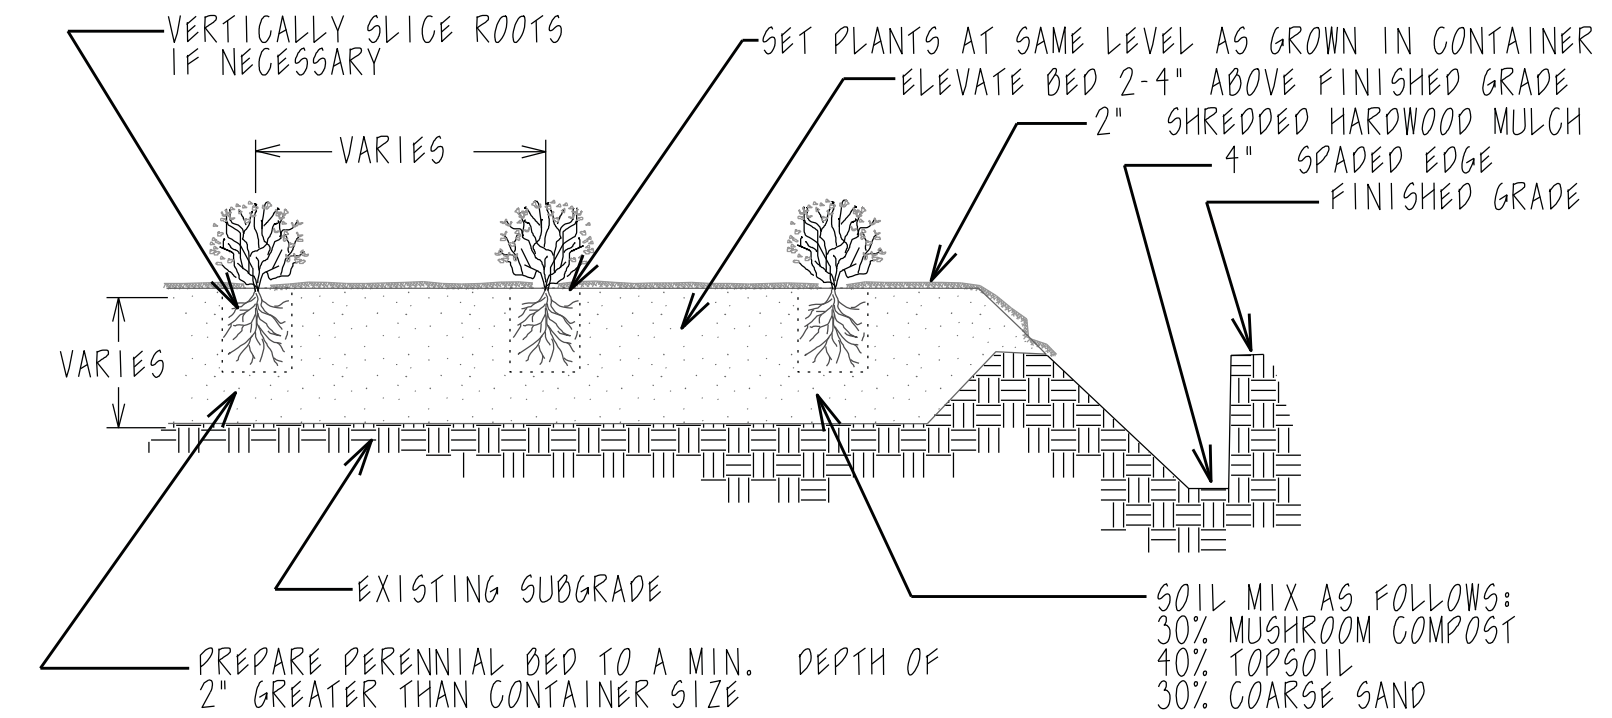 VERTICALLY SLICE ROOTS
IF NECESSARY
SET PLANTS AT SAME LEVEL AS GROWN IN CONTAINER
ELEVATE BED 2-4" ABOVE FINISHED GRADE
2" SHREDDED HARDWOOD MULCH
4" SPADED EDGE
FINISHED GRADE
VARIES
VARIES
EXISTING SUBGRADE
PREPARE PERENNIAL BED TO A MIN. DEPTH OF
2" GREATER THAN CONTAINER SIZE
SOIL MIX AS FOLLOWS:
30% MUSHROOM COMPOST
40% TOPSOIL
30% COARSE SAND